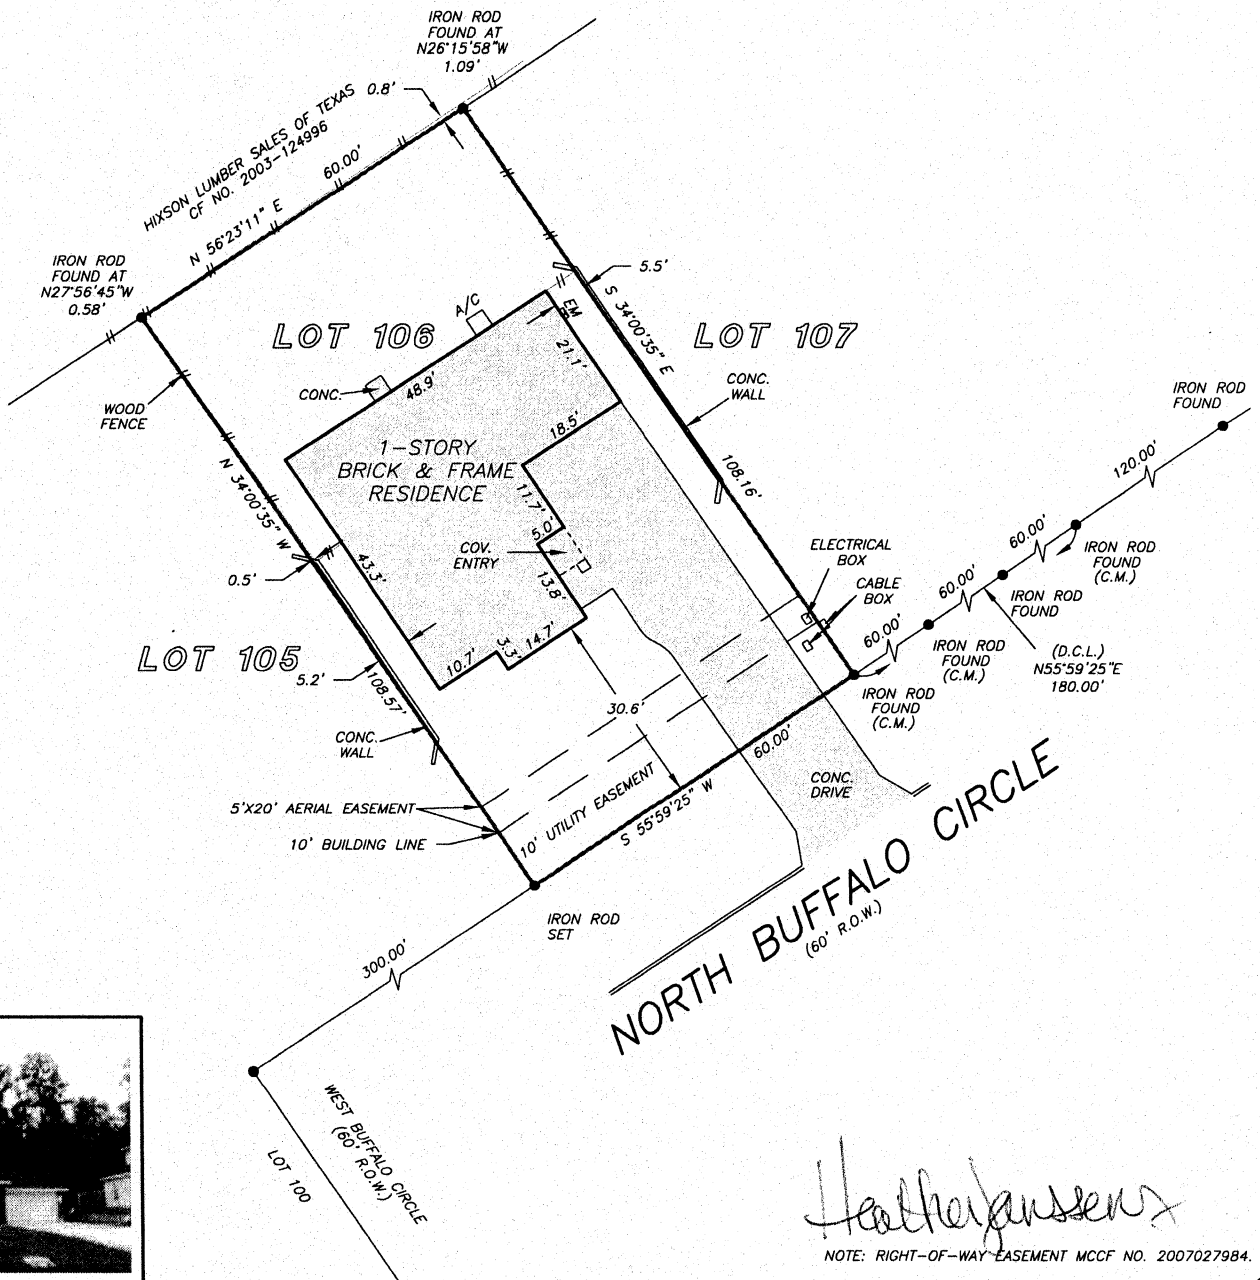 IRON ROD
FOUND AT
N26°15'58"W
1.09'
0.8'
HIXSON LUMBER SALES OF TEXAS
CF NO. 2003-124996
60.00'
N 56°23'11" E
IRON ROD
FOUND AT
N27°56'45"W
0.58'
5.5'
A/C
EM
LOT 106
S 34°00'35" E
LOT 107
21.1'
CONC.
48.9'
CONC.
WALL
WOOD
FENCE
IRON ROD
FOUND
18.5'
1-STORY
BRICK & FRAME
RESIDENCE
120.00'
N 34°00'35" W
11.7'
108.16'
5.0'
60.00'
COV.
ENTRY
ELECTRICAL
BOX
IRON ROD
FOUND
(C.M.)
43.3'
0.5'
13.8'
CABLE
BOX
60.00'
IRON ROD
FOUND
60.00'
LOT 105
3.3'
14.7'
10.7'
IRON ROD
FOUND
(C.M.)
(D.C.L.)
N55°59'25"E
180.00'
5.2'
108.57'
IRON ROD
FOUND
(C.M.)
30.6'
CONC.
WALL
60.00'
CONC.
DRIVE
5'X20' AERIAL EASEMENT
10' UTILITY EASEMENT
S 55°59'25" W
10' BUILDING LINE
IRON ROD
SET
NORTH BUFFALO CIRCLE
(60' R.O.W.)
300.00'
WEST BUFFALO CIRCLE
(60' R.O.W.)
LOT 100
Heather Janssen
NOTE: RIGHT-OF-WAY EASEMENT MCCF NO. 2007027984.